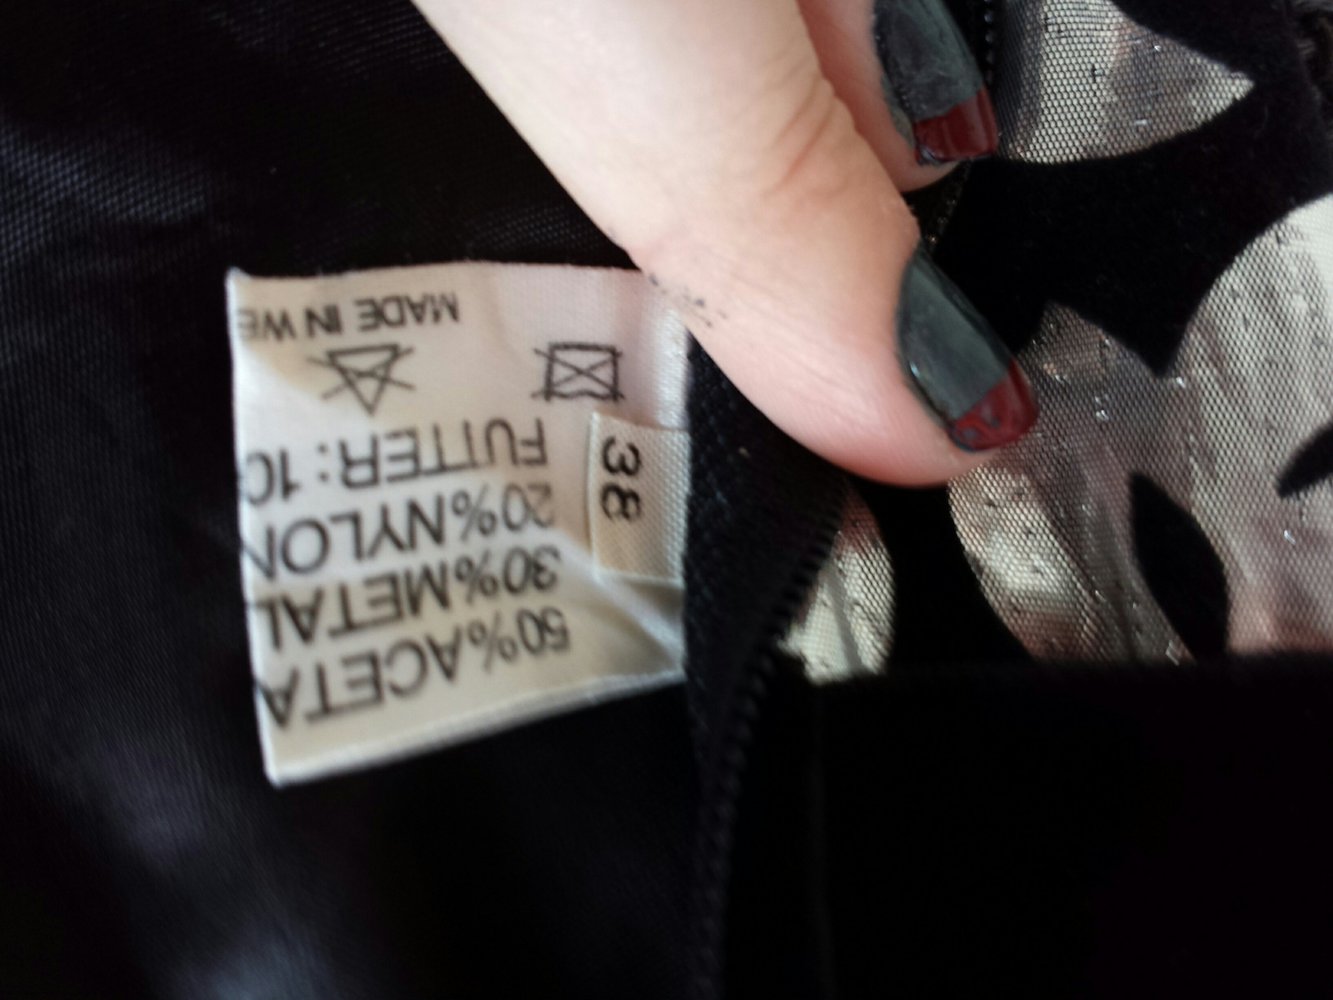 50%ACETA
30%METAL
20%NYLON
FUTTER:10
MADE IN WE
38